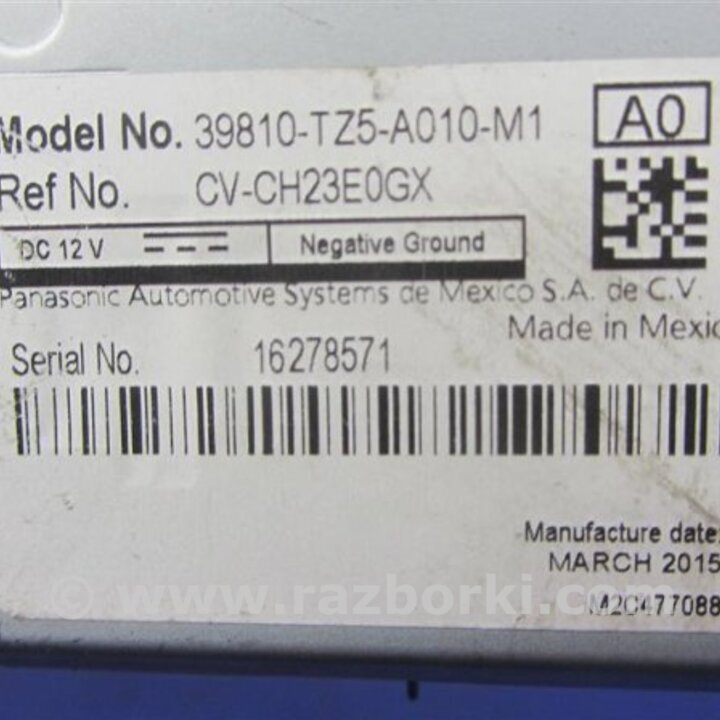 Model No. 39810-TZ5-A010-M1
A0
Ref No. CV-CH23E0GX
DC 12 V Negative Ground
Panasonic Automotive Systems de Mexico S.A. de C.V.
Made in Mexic
Serial No. 16278571
Manufacture date:
MARCH 2015
© www.razborki.com
M2C477088